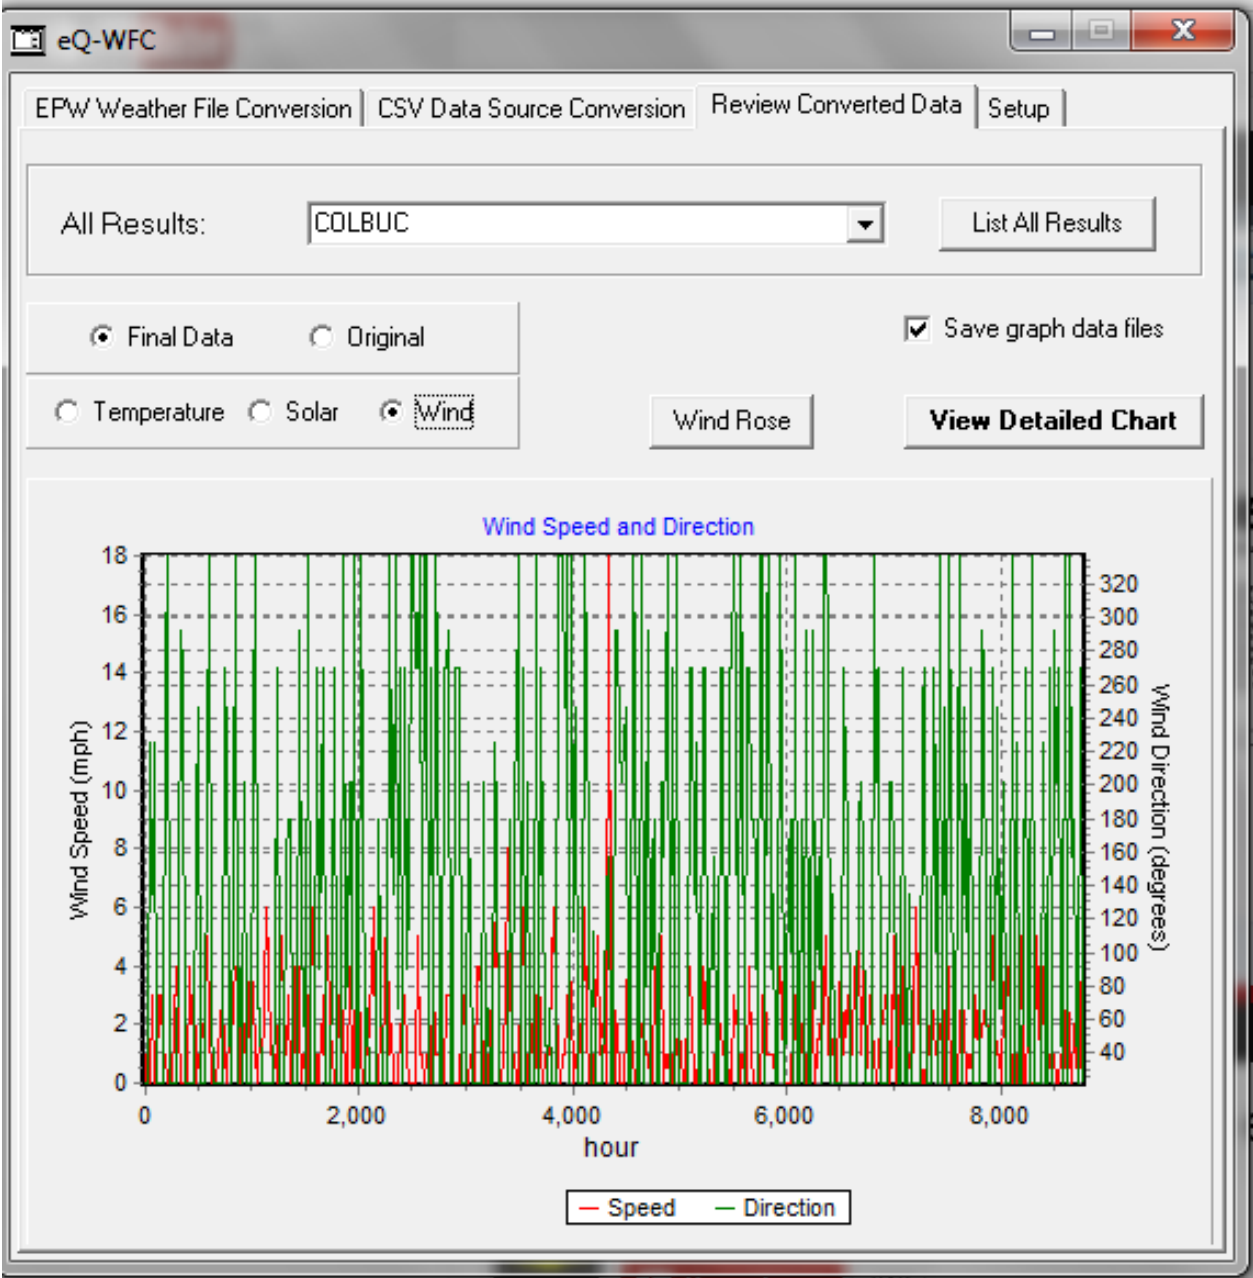 eQ-WFC
EPW Weather File Conversion
CSV Data Source Conversion
Review Converted Data
Setup
All Results:
COLBUC
List All Results
Final Data
Original
Save graph data files
Temperature
Solar
Wind
Wind Rose
View Detailed Chart
Wind Speed and Direction
18
16
14
12
10
8
6
4
2
0
Wind Speed (mph)
320
300
280
260
240
220
200
180
160
140
120
100
80
60
40
Wind Direction (degrees)
0
2,000
4,000
6,000
8,000
hour
Speed
Direction